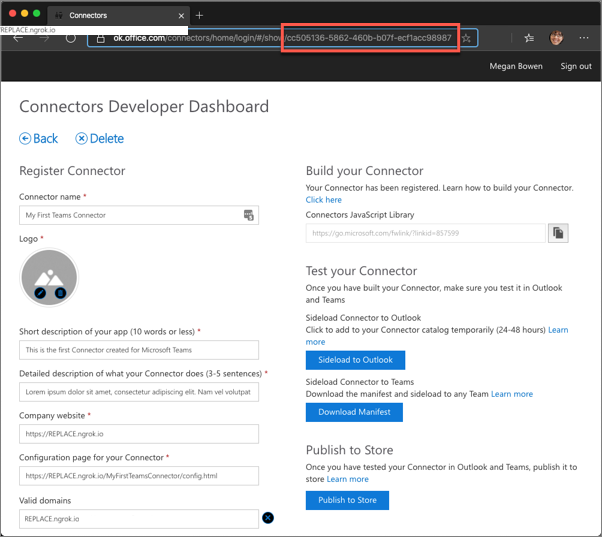 Connectors
REPLACE.ngrok.io
ok.office.com/connectors/home/login/#/show/cc505136-5862-460b-b07f-ecf1acc98987
Megan Bowen Sign out
Connectors Developer Dashboard
Back Delete
Register Connector
Connector name *
My First Teams Connector
Logo *
Short description of your app (10 words or less) *
This is the first Connector created for Microsoft Teams
Detailed description of what your Connector does (3-5 sentences) *
Lorem ipsum dolor sit amet, consectetur adipiscing elit. Nam vel volutpat
Company website *
https://REPLACE.ngrok.io
Configuration page for your Connector *
https://REPLACE.ngrok.io/MyFirstTeamsConnector/config.html
Valid domains
REPLACE.ngrok.io
Build your Connector
Your Connector has been registered. Learn how to build your Connector.
Click here
Connectors JavaScript Library
https://go.microsoft.com/fwlink/?linkid=857599
Test your Connector
Once you have built your Connector, make sure you test it in Outlook
and Teams
Sideload Connector to Outlook
Click to add to your Connector catalog temporarily (24-48 hours) Learn
more
Sideload to Outlook
Sideload Connector to Teams
Download the manifest and sideload to any Team Learn more
Download Manifest
Publish to Store
Once you have tested your Connector in Outlook and Teams, publish it to
store Learn more
Publish to Store